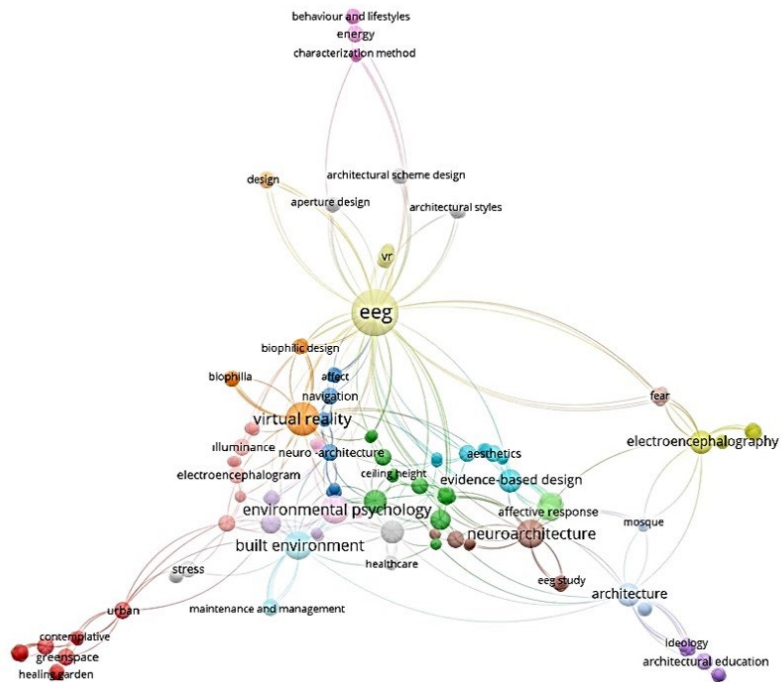 behaviour and lifestyles
energy
characterization method
design
architectural scheme design
aperture design
architectural styles
vr
eeg
biophilic design
biophilia
affect
navigation
fear
virtual reality
electroencephalography
illuminance
neuro -architecture
aesthetics
electroencephalogram
ceiling height
evidence-based design
environmental psychology
affective response
built environment
neuroarchitecture
mosque
healthcare
stress
eeg study
architecture
maintenance and management
urban
contemplative
greenspace
healing garden
ideology
architectural education